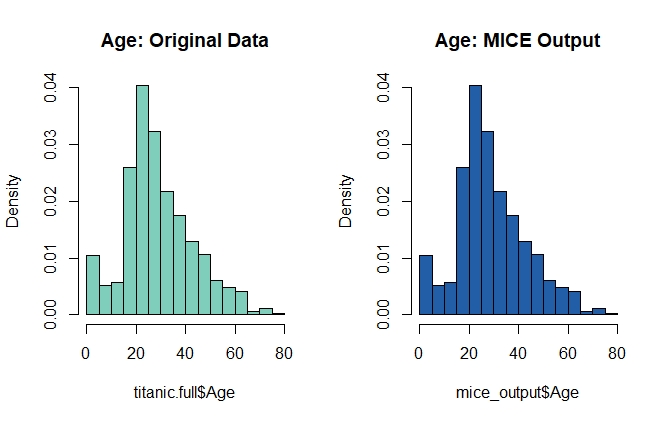 Age: Original Data
Density
0.00 0.01 0.02 0.03 0.04
0 20 40 60 80
titanic.full$Age
Age: MICE Output
Density
0.00 0.01 0.02 0.03 0.04
0 20 40 60 80
mice_output$Age